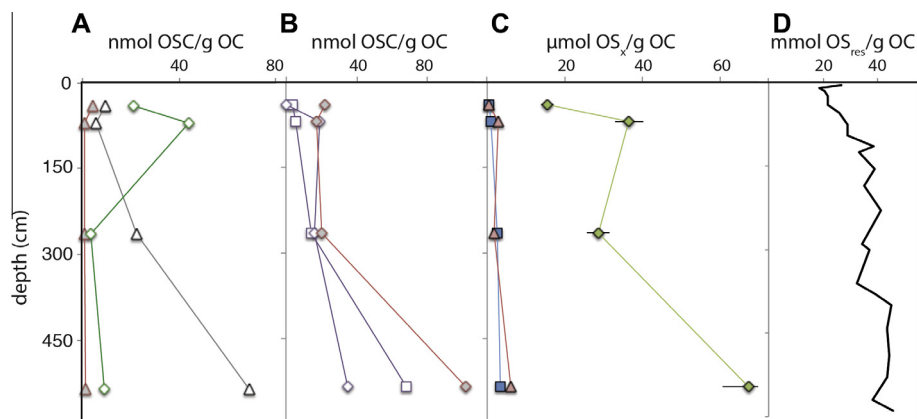 A B C D
nmol OSC/g OC nmol OSC/g OC µmol OSx/g OC mmol OSres/g OC
40 80 40 80 20 40 60 20 40
0
150
300
450
depth (cm)